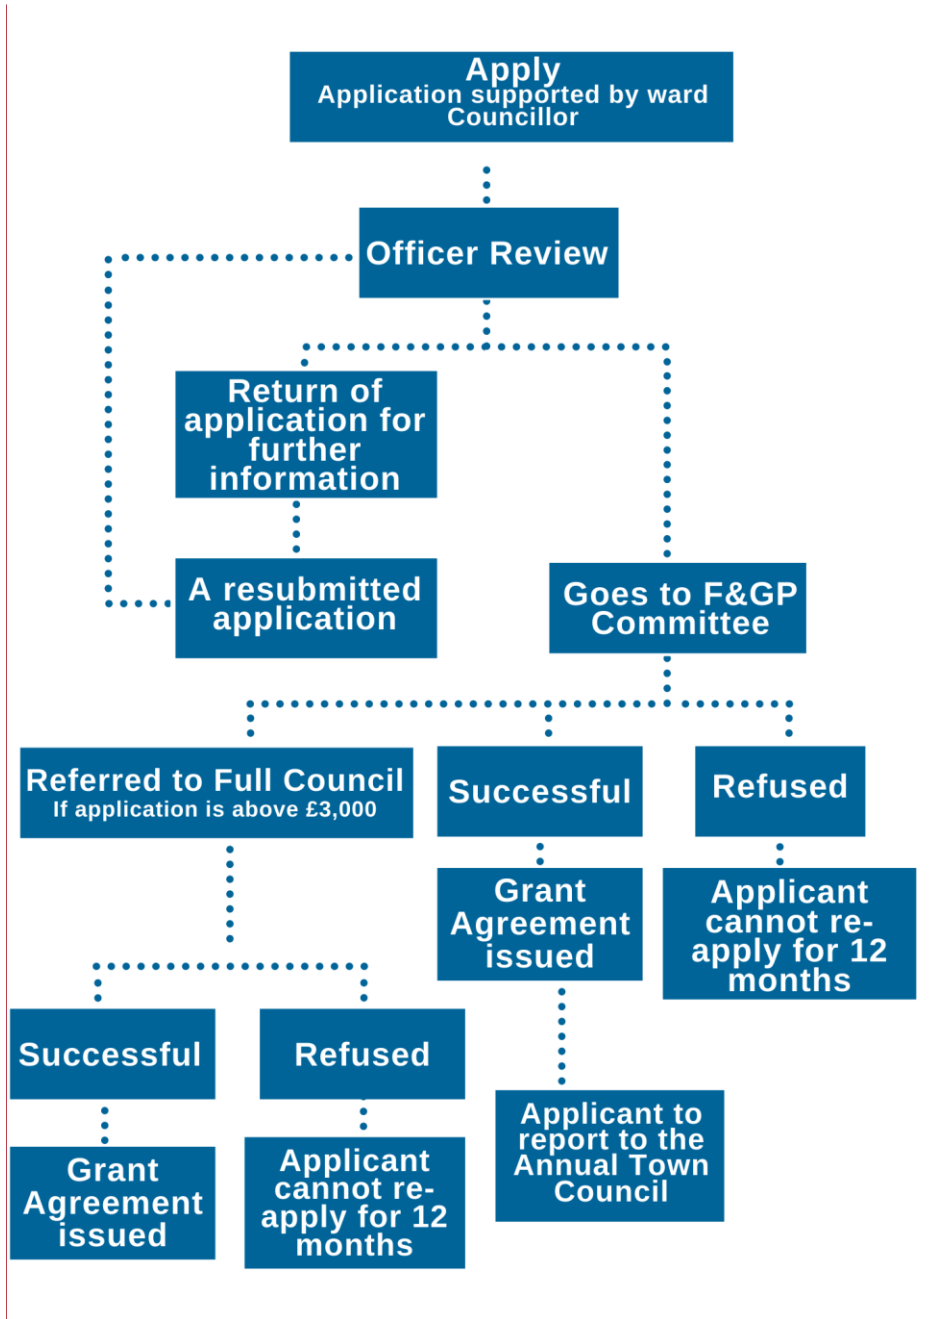 Apply
Application supported by ward
Councillor
Officer Review
Return of
application for
further
information
A resubmitted
application
Goes to F&GP
Committee
Referred to Full Council
If application is above £3,000
Successful
Refused
Grant
Agreement
issued
Applicant
cannot re-
apply for 12
months
Successful
Refused
Applicant to
report to the
Annual Town
Council
Grant
Agreement
issued
Applicant
cannot re-
apply for 12
months